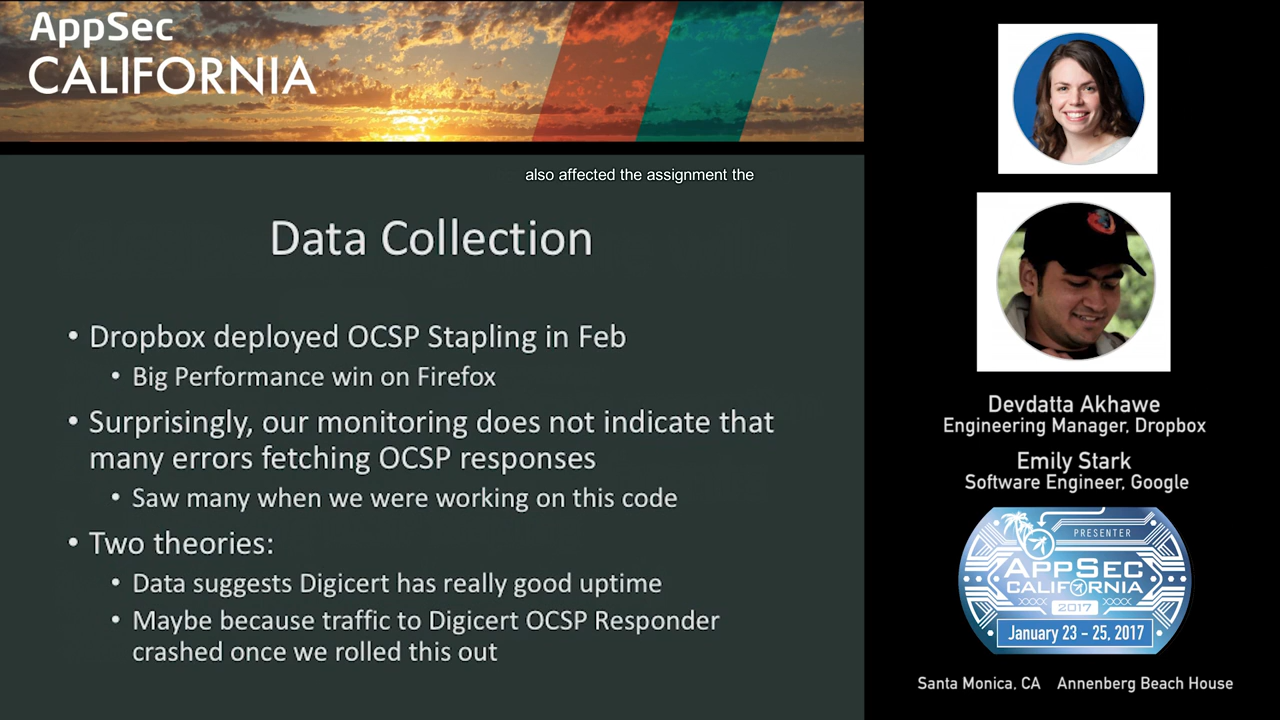 AppSec
CALIFORNIA
also affected the assignment the
Data Collection
• Dropbox deployed OCSP Stapling in Feb
• Big Performance win on Firefox
• Surprisingly, our monitoring does not indicate that
many errors fetching OCSP responses
• Saw many when we were working on this code
• Two theories:
• Data suggests Digicert has really good uptime
• Maybe because traffic to Digicert OCSP Responder
crashed once we rolled this out
Devdatta Akhawe
Engineering Manager, Dropbox
Emily Stark
Software Engineer, Google
PRESENTER
APPSEC
CALIFORNIA
2017
January 23 - 25, 2017
Santa Monica, CA Annenberg Beach House